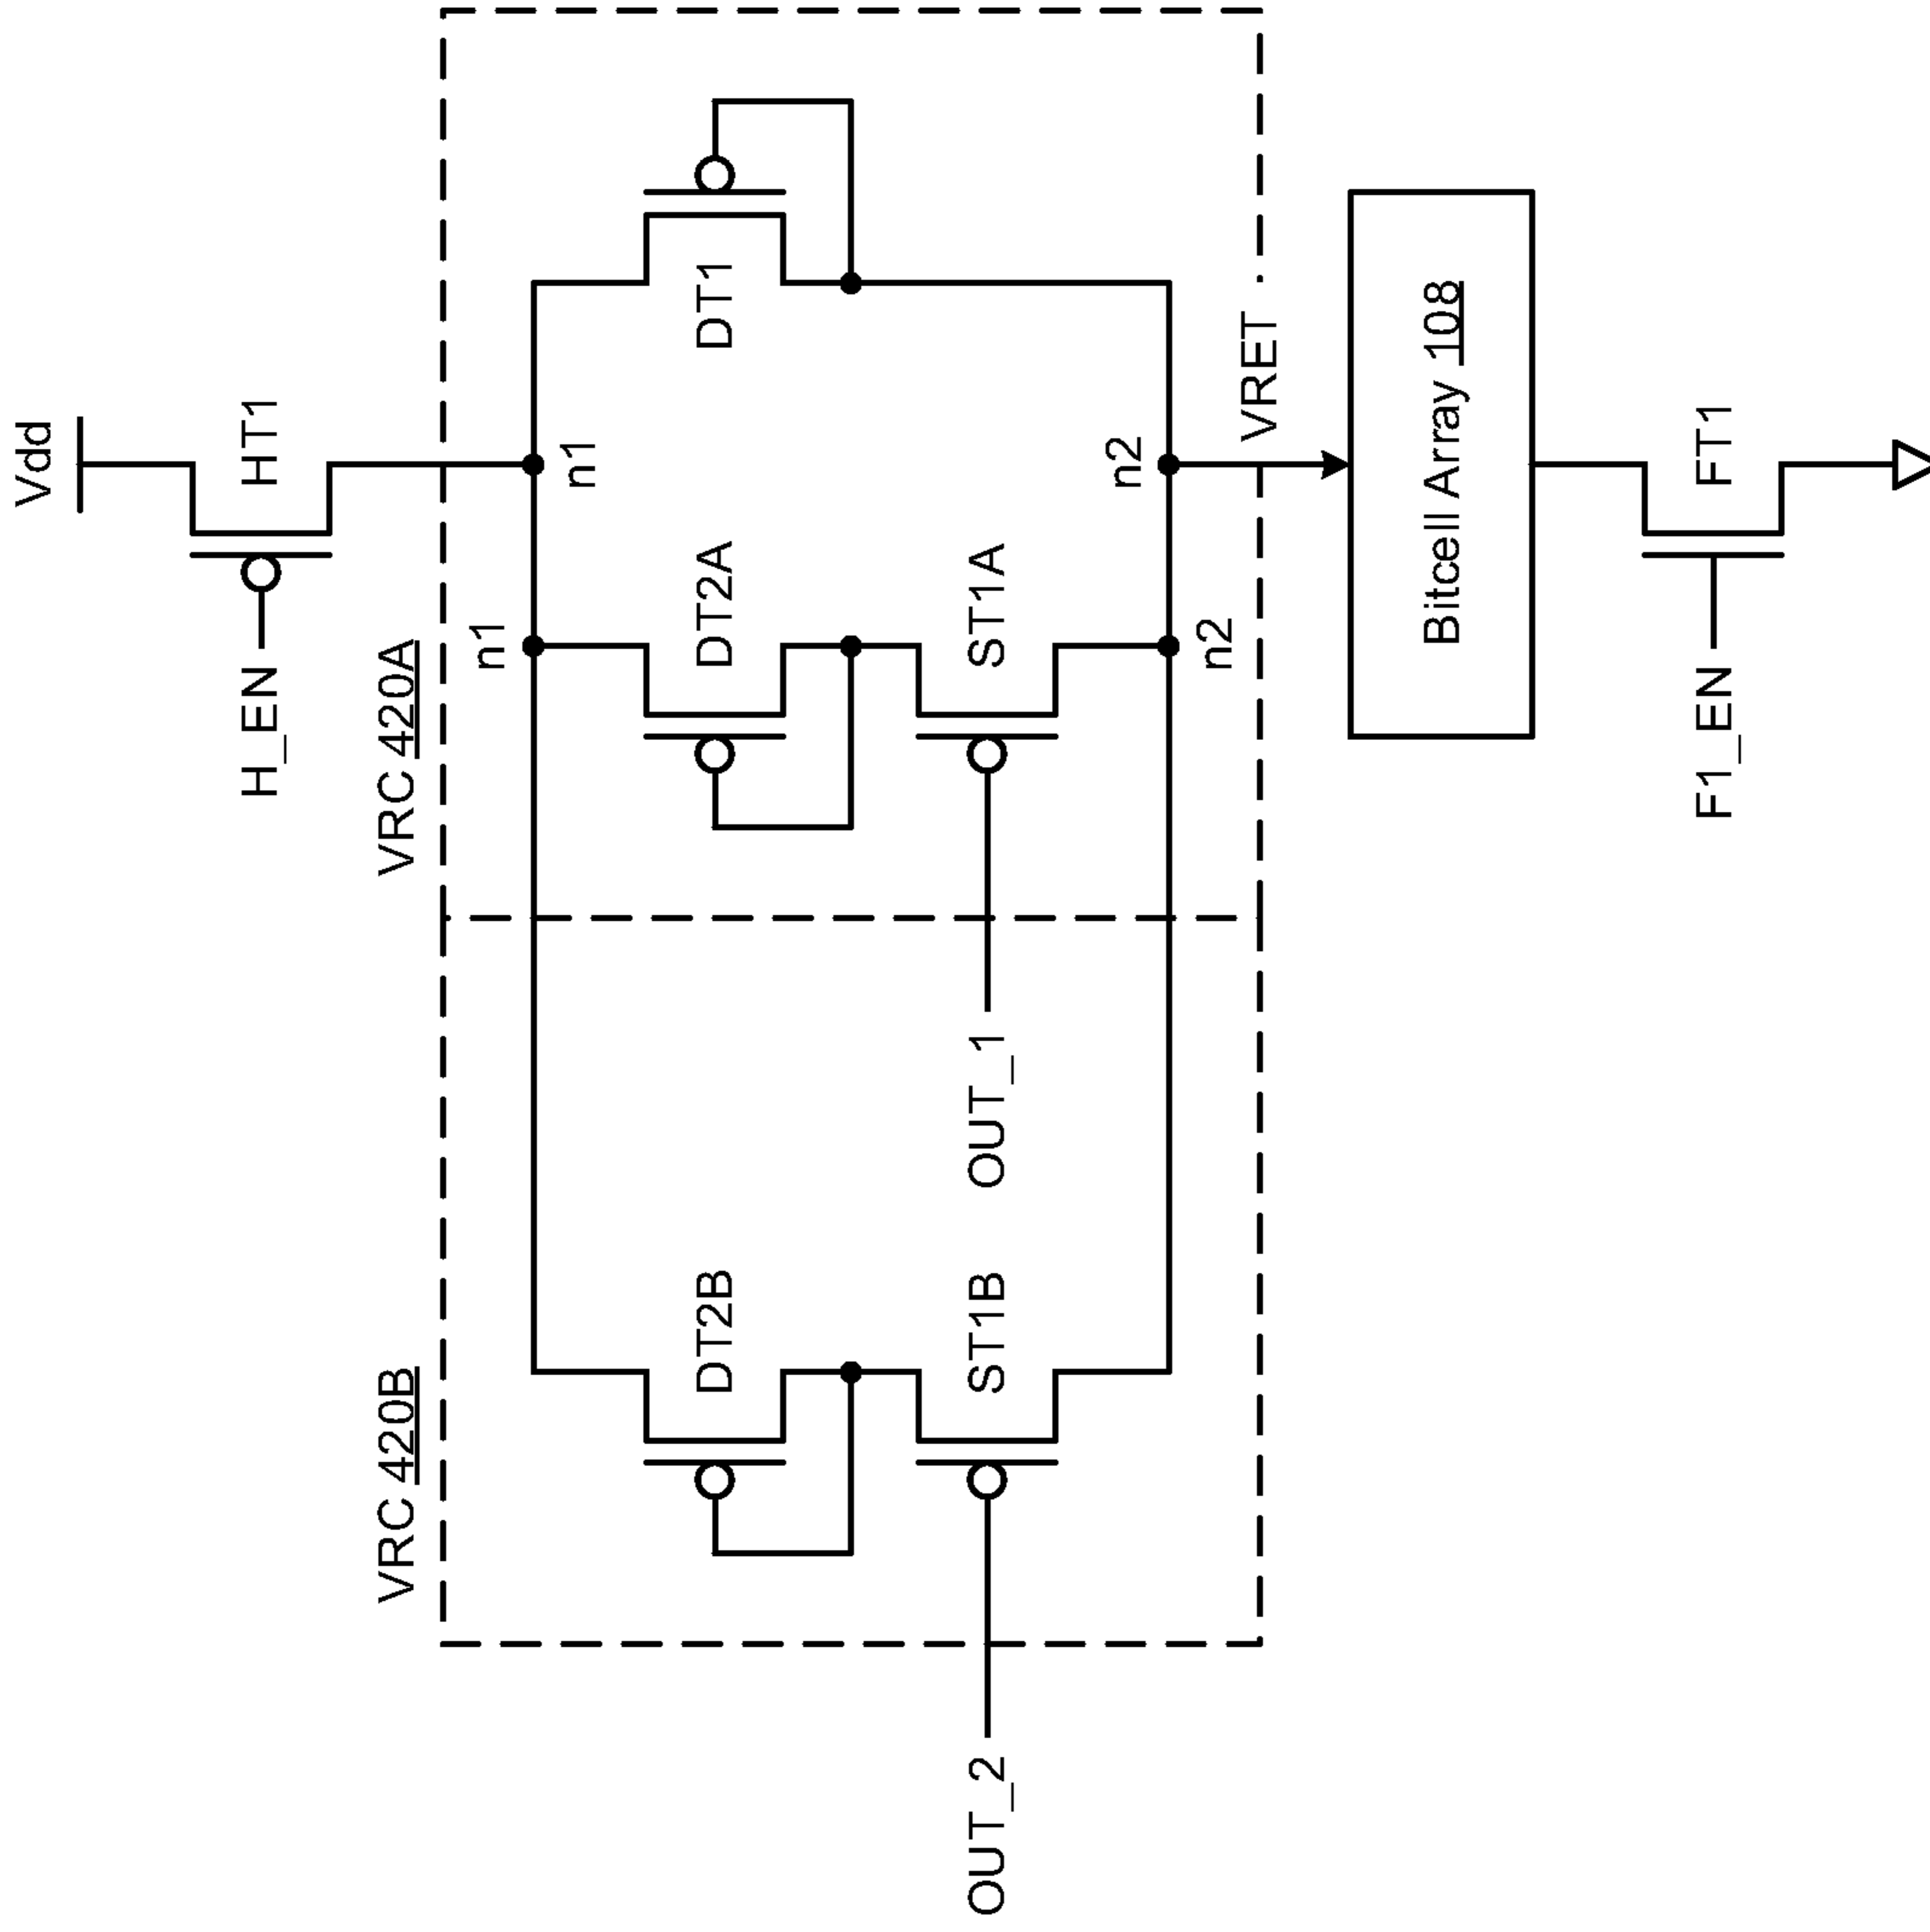 Vdd
HT1
H_EN
VRC 420A
VRC 420B
n1
n1
DT1
DT2A
DT2B
ST1A
ST1B
OUT_1
OUT_2
n2
n2
VRET
Bitcell Array 108
FT1
F1_EN